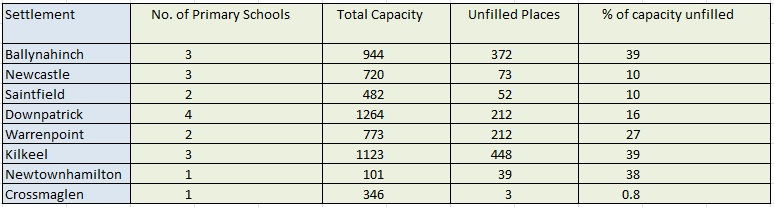 Settlement No. of Primary Schools Total Capacity Unfilled Places % of capacity unfilled
Ballynahinch 3 944 372 39
Newcastle 3 720 73 10
Saintfield 2 482 52 10
Downpatrick 4 1264 212 16
Warrenpoint 2 773 212 27
Kilkeel 3 1123 448 39
Newtownhamilton 1 101 39 38
Crossmaglen 1 346 3 0.8